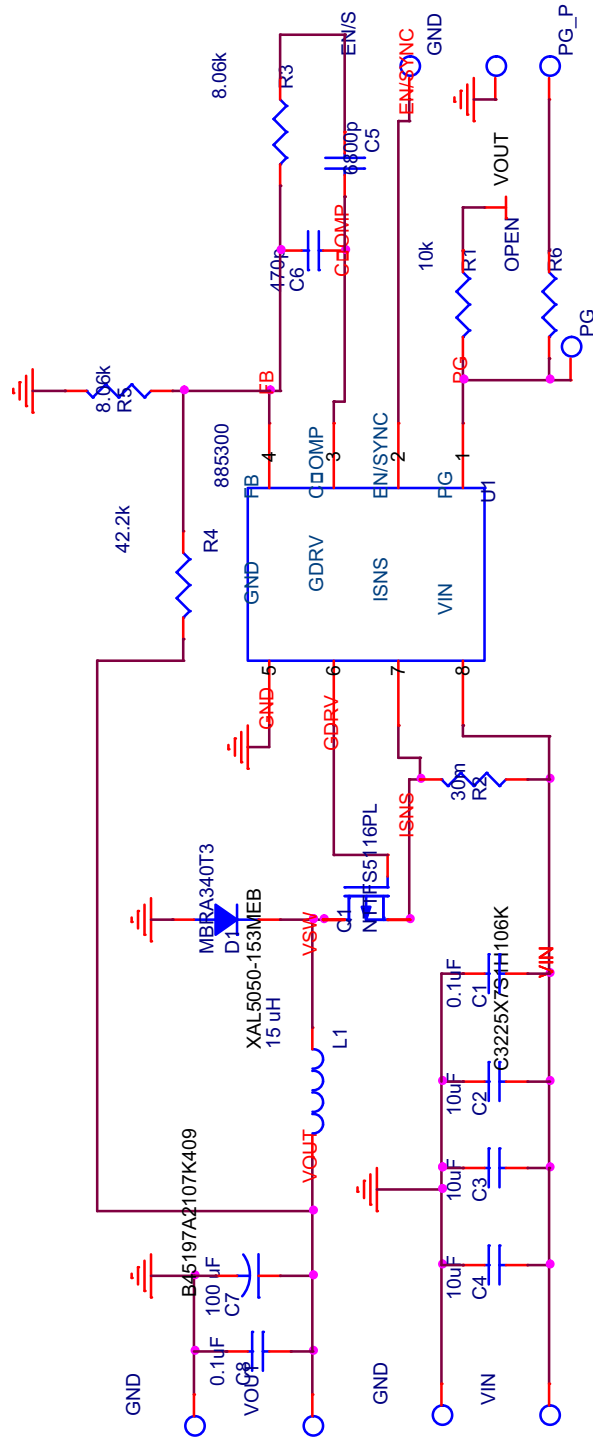 GND
VOUT
GND
VIN
0.1uF
C8
100 uF
C7
B45197A2107K409
10uF
C4
10uF
C3
10uF
C2
0.1uF
C1
C3225X7S1H106K
VIN
VOUT
L1
XAL5050-153MEB
15 uH
MBRA340T3
D1
VSW
Q1
NTTFS5116PL
ISNS
30m
R2
GND
5
GDRV
6
7
8
GND
GDRV
ISNS
VIN
FB
C□OMP
EN/SYNC
PG
U1
885300
4
3
2
1
42.2k
R4
8.06k
R5
FB
470p
C6
C□OMP
6800p
C5
8.06k
R3
EN/S
EN/SYNC
GND
PG
10k
R1
OPEN
R6
VOUT
PG
PG_P